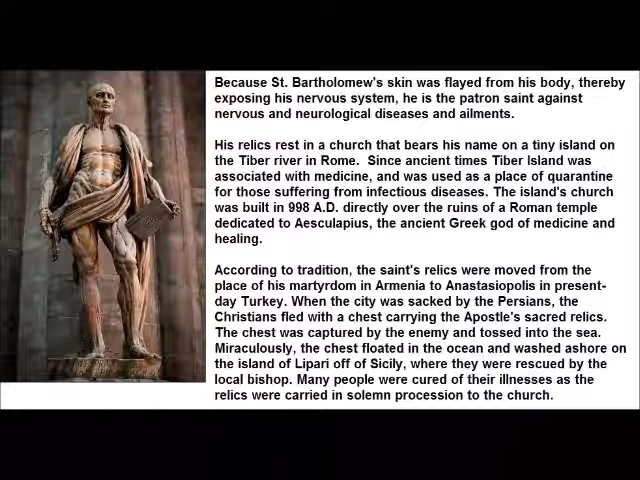 Because St. Bartholomew's skin was flayed from his body, thereby
exposing his nervous system, he is the patron saint against
nervous and neurological diseases and ailments.
His relics rest in a church that bears his name on a tiny island on
the Tiber river in Rome.  Since ancient times Tiber Island was
associated with medicine, and was used as a place of quarantine
for those suffering from infectious diseases. The island's church
was built in 998 A.D. directly over the ruins of a Roman temple
dedicated to Aesculapius, the ancient Greek god of medicine and
healing.
According to tradition, the saint's relics were moved from the
place of his martyrdom in Armenia to Anastasiopolis in present-
day Turkey. When the city was sacked by the Persians, the
Christians fled with a chest carrying the Apostle's sacred relics.
The chest was captured by the enemy and tossed into the sea.
Miraculously, the chest floated in the ocean and washed ashore on
the island of Lipari off of Sicily, where they were rescued by the
local bishop. Many people were cured of their illnesses as the
relics were carried in solemn procession to the church.